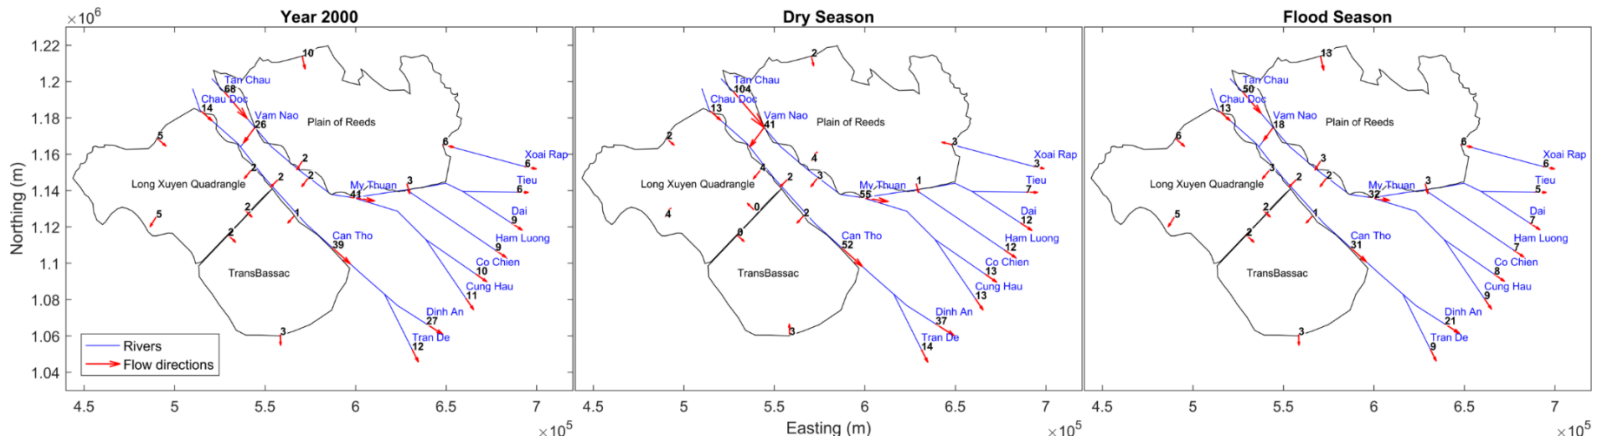 Year 2000
Dry Season
Flood Season
×10⁶
Northing (m)
1.22
1.2
1.18
1.16
1.14
1.12
1.1
1.08
1.06
1.04
10
Tan Chau
68
Chau Doc
14
Vam Nao
26
Plain of Reeds
5
6
Xoai Rap
6
2
2
Long Xuyen Quadrangle
2
2
My Thuan
41
3
Tieu
6
5
2
1
Dai
9
2
Can Tho
39
Ham Luong
9
TransBassac
Co Chien
10
Cung Hau
11
Dinh An
27
Tran De
12
3
Rivers
Flow directions
4.5 5 5.5 6 6.5 7
×10⁵
2
Tan Chau
104
Chau Doc
13
Vam Nao
41
Plain of Reeds
2
3
Xoai Rap
3
4
4
3
Long Xuyen Quadrangle
2
My Thuan
55
1
Tieu
7
4
0
2
Dai
12
0
Can Tho
52
Ham Luong
12
TransBassac
Co Chien
13
Cung Hau
13
Dinh An
37
Tran De
14
3
4.5 5 5.5 6 6.5 7
Easting (m)
×10⁵
13
Tan Chau
50
Chau Doc
13
Vam Nao
18
Plain of Reeds
6
6
Xoai Rap
6
3
3
2
Long Xuyen Quadrangle
2
My Thuan
32
3
Tieu
5
5
2
1
Dai
7
2
Can Tho
31
Ham Luong
7
TransBassac
Co Chien
8
Cung Hau
9
Dinh An
21
Tran De
9
3
4.5 5 5.5 6 6.5 7
×10⁵